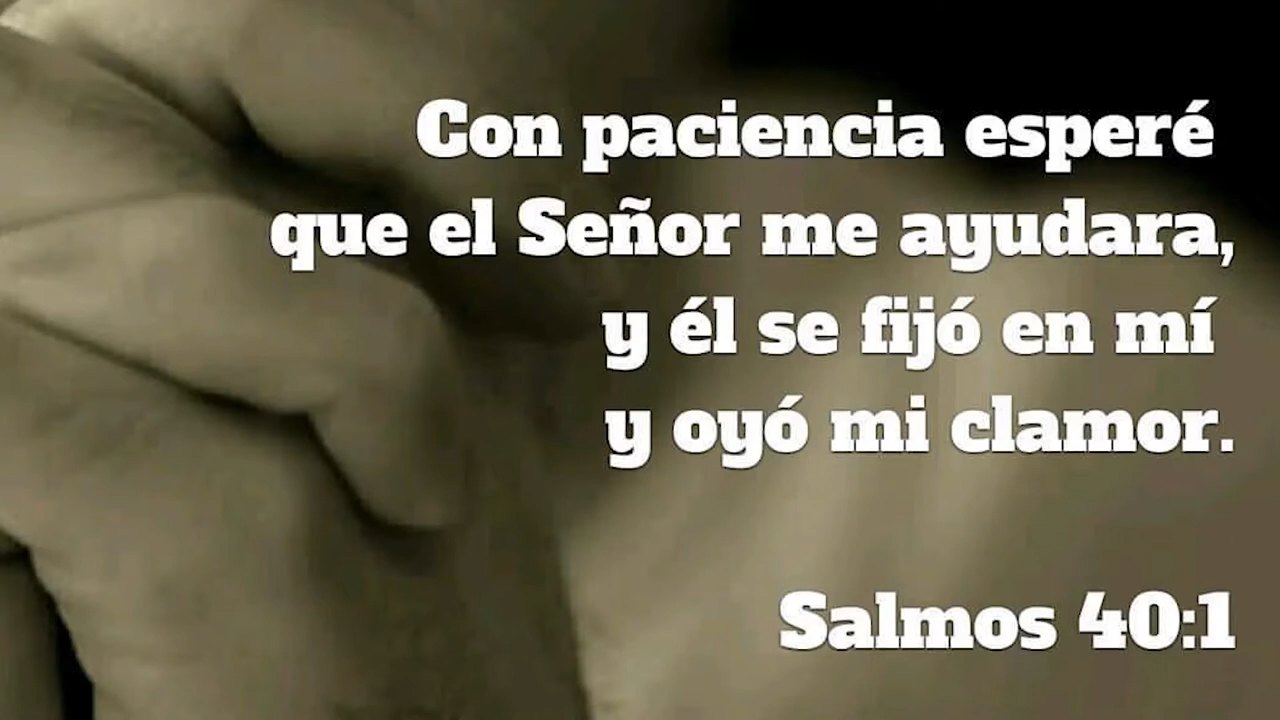 Con paciencia esperé
que el Señor me ayudara,
y él se fijó en mí
y oyó mi clamor.
Salmos 40:1